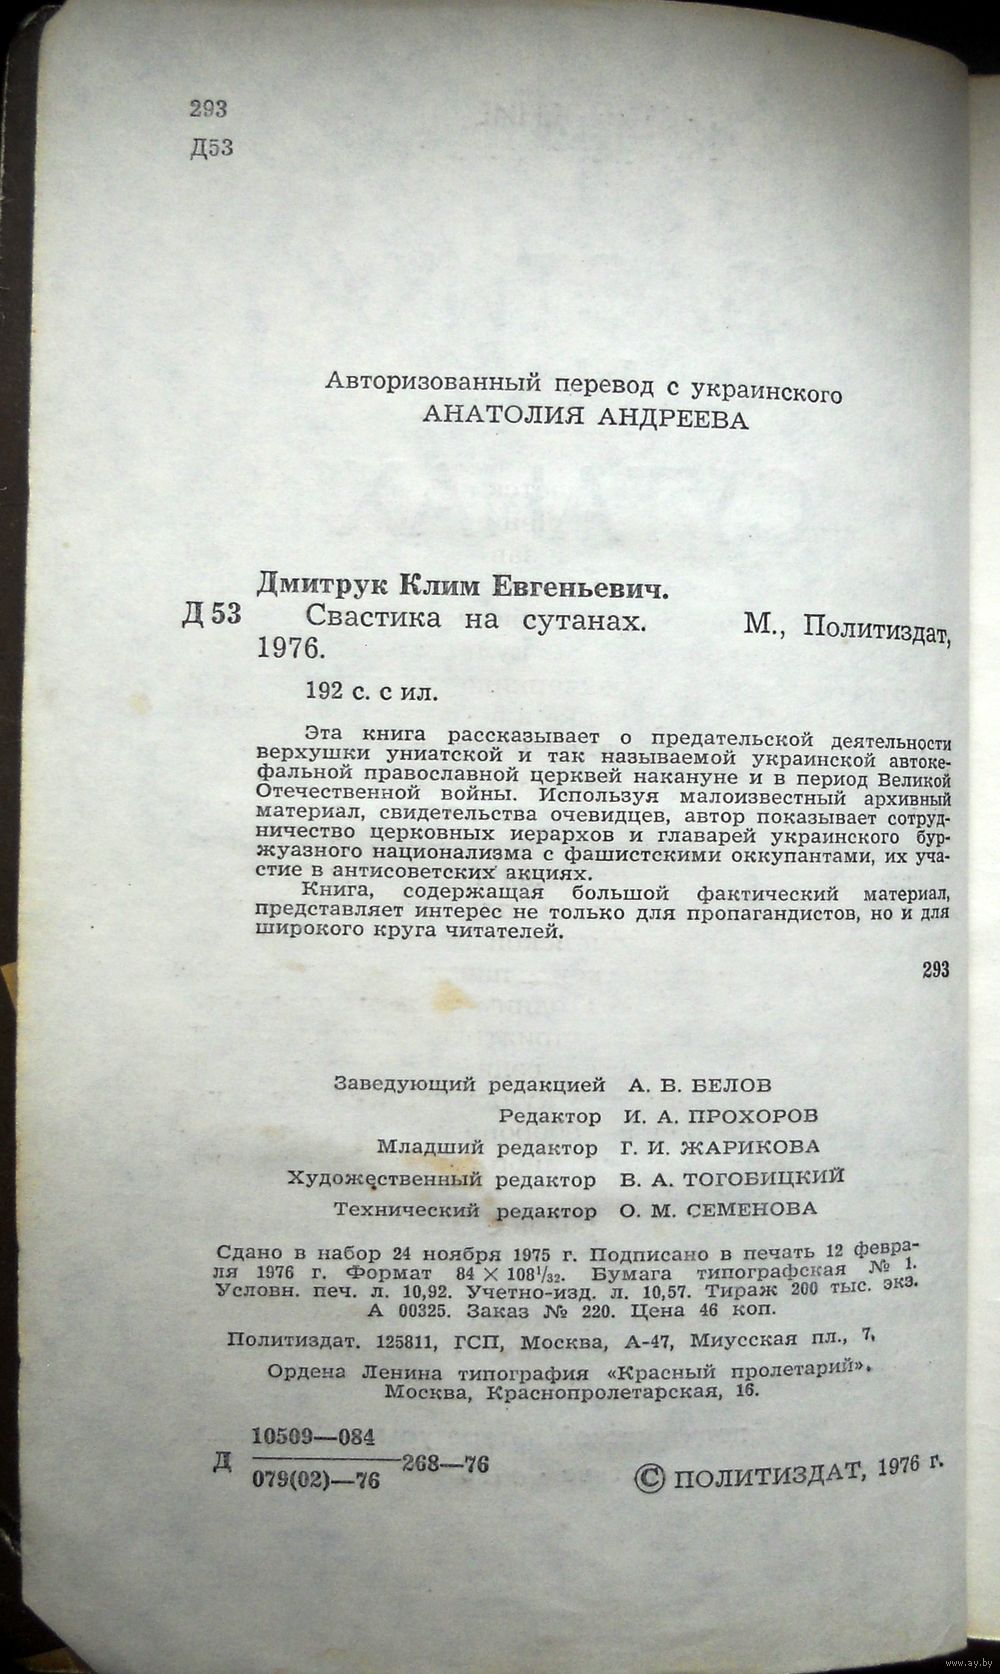 293
Д53
Авторизованный перевод с украинского
АНАТОЛИЯ АНДРЕЕВА
Дмитрук Клим Евгеньевич.
Д 53 Свастика на сутанах. М., Политиздат,
1976.
192 с. с ил.
Эта книга рассказывает о предательской деятельности
верхушки униатской и так называемой украинской автоке-
фальной православной церквей накануне и в период Великой
Отечественной войны. Используя малоизвестный архивный
материал, свидетельства очевидцев, автор показывает сотруд-
ничество церковных иерархов и главарей украинского бур-
жуазного национализма с фашистскими оккупантами, их уча-
стие в антисоветских акциях.
Книга, содержащая большой фактический материал,
представляет интерес не только для пропагандистов, но и для
широкого круга читателей.
293
Заведующий редакцией А. В. БЕЛОВ
Редактор И. А. ПРОХОРОВ
Младший редактор Г. И. ЖАРИКОВА
Художественный редактор В. А. ТОГОБИЦКИЙ
Технический редактор О. М. СЕМЕНОВА
Сдано в набор 24 ноября 1975 г. Подписано в печать 12 февра-
ля 1976 г. Формат 84 × 108 1/32. Бумага типографская № 1.
Условн. печ. л. 10,92. Учетно-изд. л. 10,57. Тираж 200 тыс. экз.
А 00325. Заказ № 220. Цена 46 коп.
Политиздат. 125811, ГСП, Москва, А-47, Миусская пл., 7.
Ордена Ленина типография «Красный пролетарий».
Москва, Краснопролетарская, 16.
10509—084
Д 268—76
079(02)—76
© ПОЛИТИЗДАТ, 1976 г.
www.ay.by